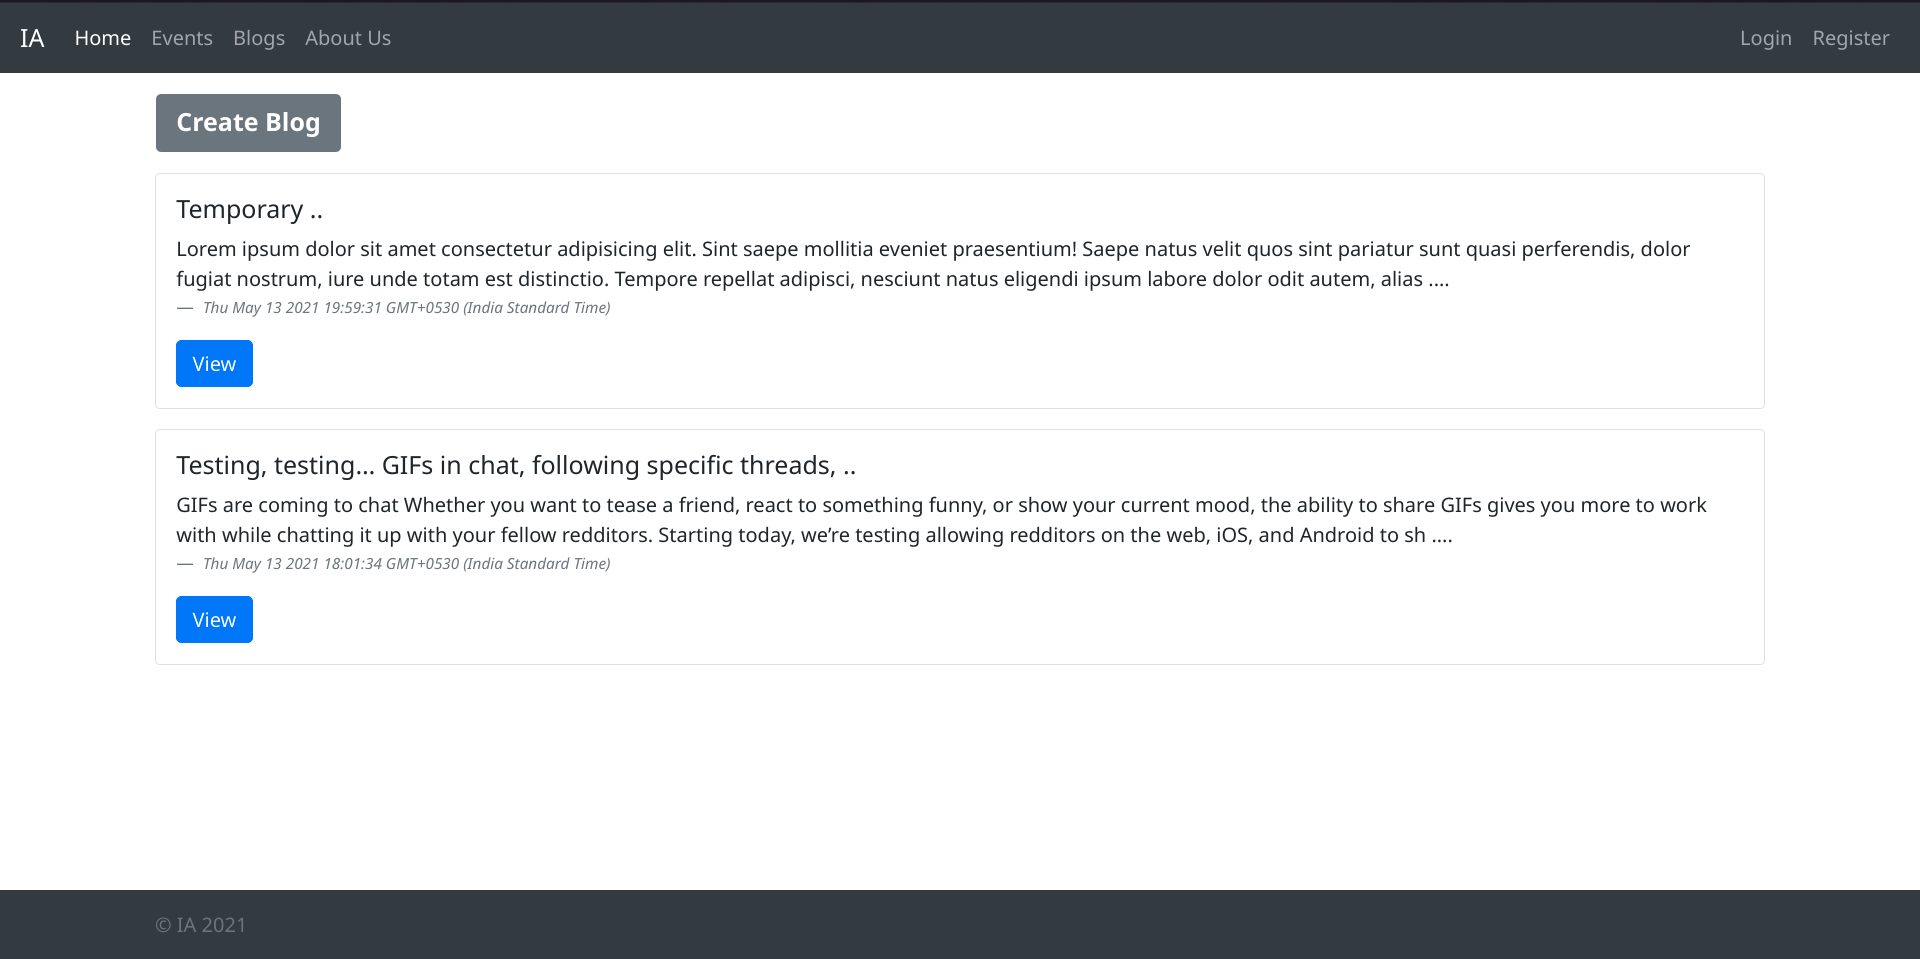 IA Home Events Blogs About Us Login Register
Create Blog
Temporary ..
Lorem ipsum dolor sit amet consectetur adipisicing elit. Sint saepe mollitia eveniet praesentium! Saepe natus velit quos sint pariatur sunt quasi perferendis, dolor
fugiat nostrum, iure unde totam est distinctio. Tempore repellat adipisci, nesciunt natus eligendi ipsum labore dolor odit autem, alias ....
— Thu May 13 2021 19:59:31 GMT+0530 (India Standard Time)
View
Testing, testing... GIFs in chat, following specific threads, ..
GIFs are coming to chat Whether you want to tease a friend, react to something funny, or show your current mood, the ability to share GIFs gives you more to work
with while chatting it up with your fellow redditors. Starting today, we’re testing allowing redditors on the web, iOS, and Android to sh ....
— Thu May 13 2021 18:01:34 GMT+0530 (India Standard Time)
View
© IA 2021